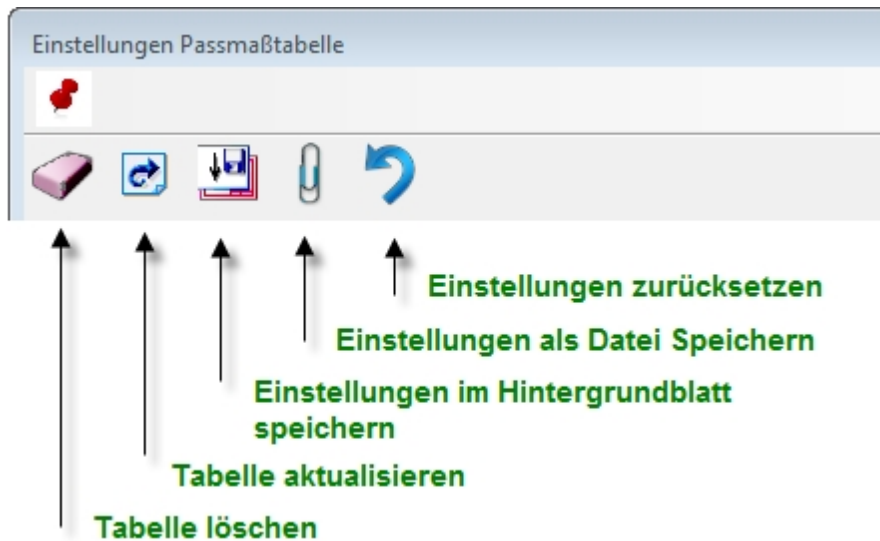 Einstellungen Passmaßtabelle
Einstellungen zurücksetzen
Einstellungen als Datei Speichern
Einstellungen im Hintergrundblatt
speichern
Tabelle aktualisieren
Tabelle löschen